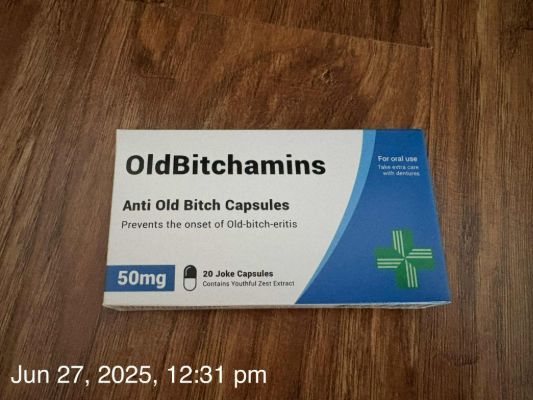 OldBitchamins
For oral use
Take extra care
with dentures
Anti Old Bitch Capsules
Prevents the onset of Old-bitch-eritis
50mg
20 Joke Capsules
Contains Youthful Zest Extract
Jun 27, 2025, 12:31 pm